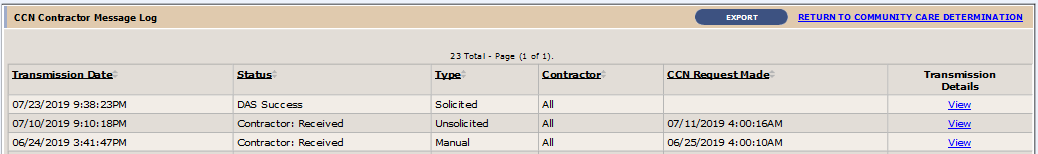 CCN Contractor Message Log EXPORT RETURN TO COMMUNITY CARE DETERMINATION
23 Total - Page (1 of 1).
Transmission Date Status Type Contractor CCN Request Made Transmission Details
07/23/2019 9:38:23PM DAS Success Solicited All View
07/10/2019 9:10:18PM Contractor: Received Unsolicited All 07/11/2019 4:00:16AM View
06/24/2019 3:41:47PM Contractor: Received Manual All 06/25/2019 4:00:10AM View